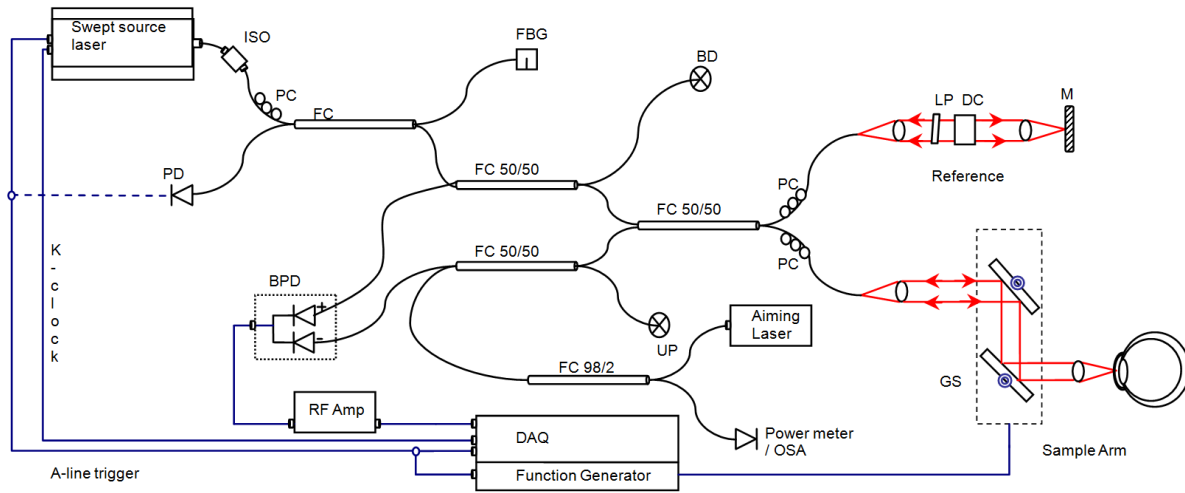 Swept source
laser
ISO
PC
FC
FBG
BD
LP DC
M
PD
FC 50/50
PC
Reference
FC 50/50
PC
FC 50/50
K
-
c
l
o
c
k
BPD
+
-
UP
Aiming
Laser
FC 98/2
GS
RF Amp
DAQ
Power meter
/ OSA
Sample Arm
A-line trigger
Function Generator